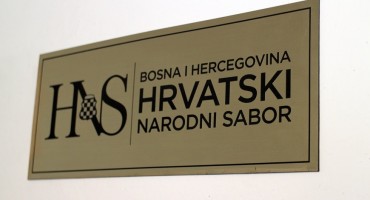 HNS
BOSNA I HERCEGOVINA
HRVATSKI
NARODNI SABOR